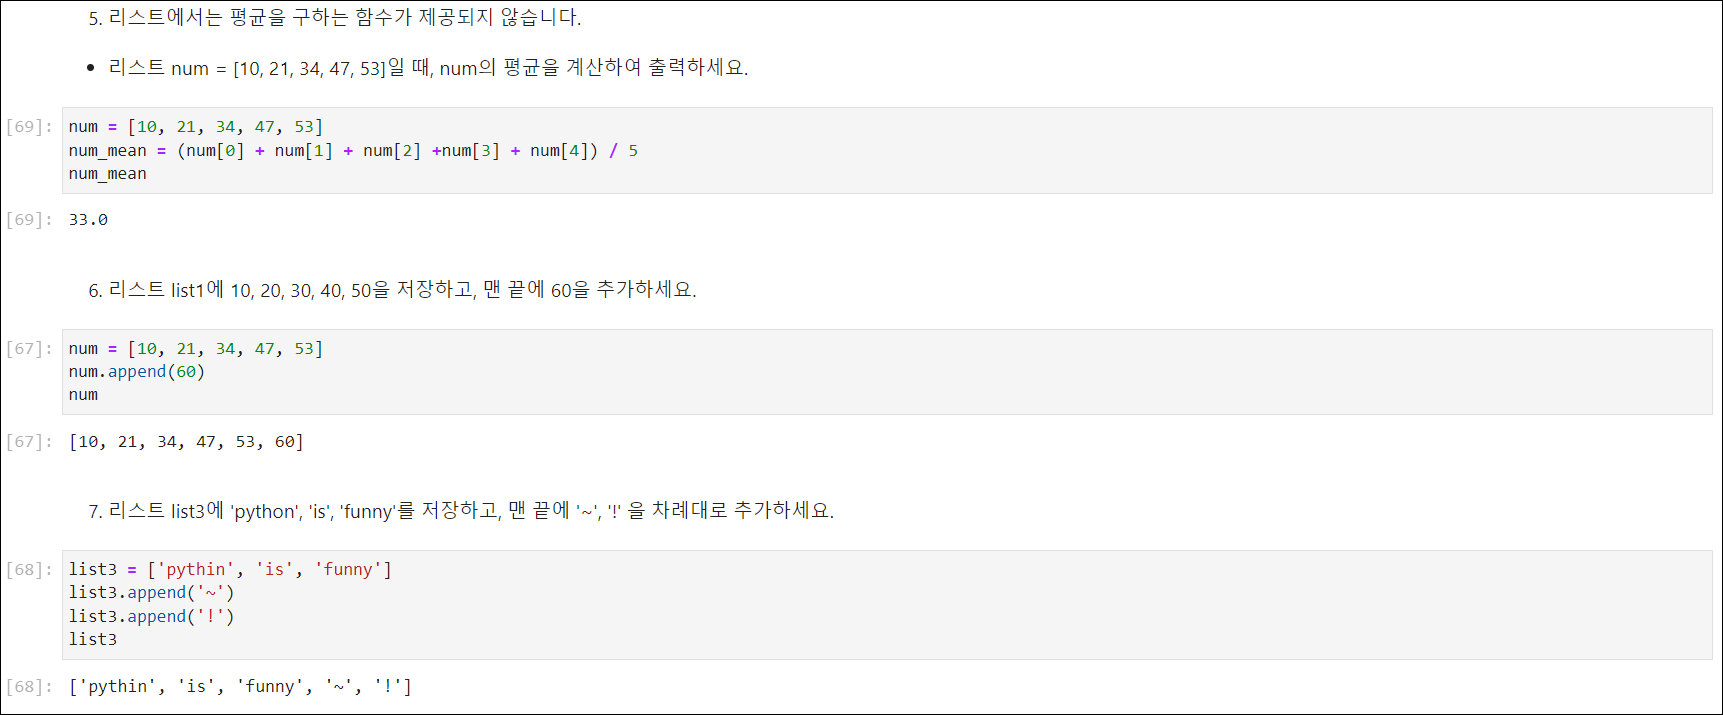 5. 리스트에서는 평균을 구하는 함수가 제공되지 않습니다.
• 리스트 num = [10, 21, 34, 47, 53]일 때, num의 평균을 계산하여 출력하세요.
[69]: num = [10, 21, 34, 47, 53]
num_mean = (num[0] + num[1] + num[2] +num[3] + num[4]) / 5
num_mean
[69]: 33.0
6. 리스트 list1에 10, 20, 30, 40, 50을 저장하고, 맨 끝에 60을 추가하세요.
[67]: num = [10, 21, 34, 47, 53]
num.append(60)
num
[67]: [10, 21, 34, 47, 53, 60]
7. 리스트 list3에 'python', 'is', 'funny'를 저장하고, 맨 끝에 '~', '!' 을 차례대로 추가하세요.
[68]: list3 = ['pythin', 'is', 'funny']
list3.append('~')
list3.append('!')
list3
[68]: ['pythin', 'is', 'funny', '~', '!']